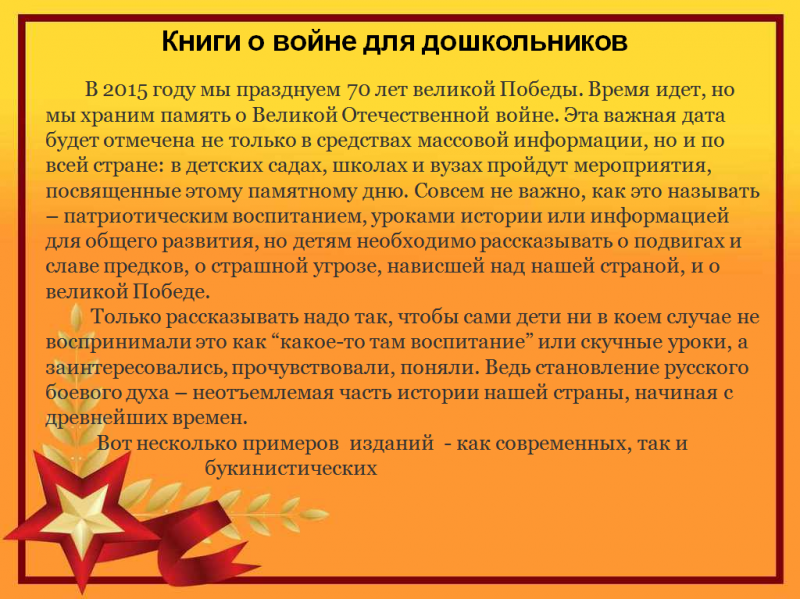 Книги о войне для дошкольников
В 2015 году мы празднуем 70 лет великой Победы. Время идет, но
мы храним память о Великой Отечественной войне. Эта важная дата
будет отмечена не только в средствах массовой информации, но и по
всей стране: в детских садах, школах и вузах пройдут мероприятия,
посвященные этому памятному дню. Совсем не важно, как это называть
– патриотическим воспитанием, уроками истории или информацией
для общего развития, но детям необходимо рассказывать о подвигах и
славе предков, о страшной угрозе, нависшей над нашей страной, и о
великой Победе.
Только рассказывать надо так, чтобы сами дети ни в коем случае не
воспринимали это как “какое-то там воспитание” или скучные уроки, а
заинтересовались, прочувствовали, поняли. Ведь становление русского
боевого духа – неотъемлемая часть истории нашей страны, начиная с
древнейших времен.
Вот несколько примеров изданий - как современных, так и
букинистических